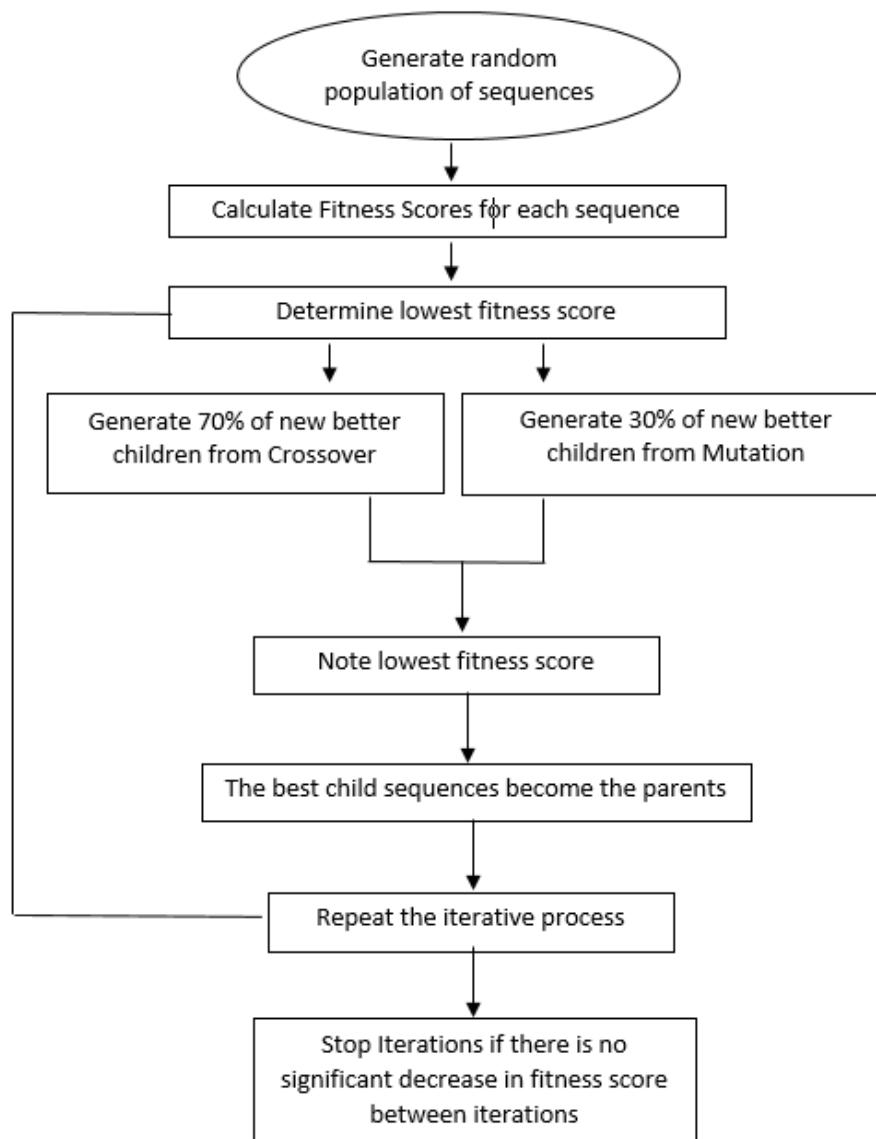 Generate random
population of sequences
Calculate Fitness Scores for each sequence
Determine lowest fitness score
Generate 70% of new better
children from Crossover
Generate 30% of new better
children from Mutation
Note lowest fitness score
The best child sequences become the parents
Repeat the iterative process
Stop Iterations if there is no
significant decrease in fitness score
between iterations